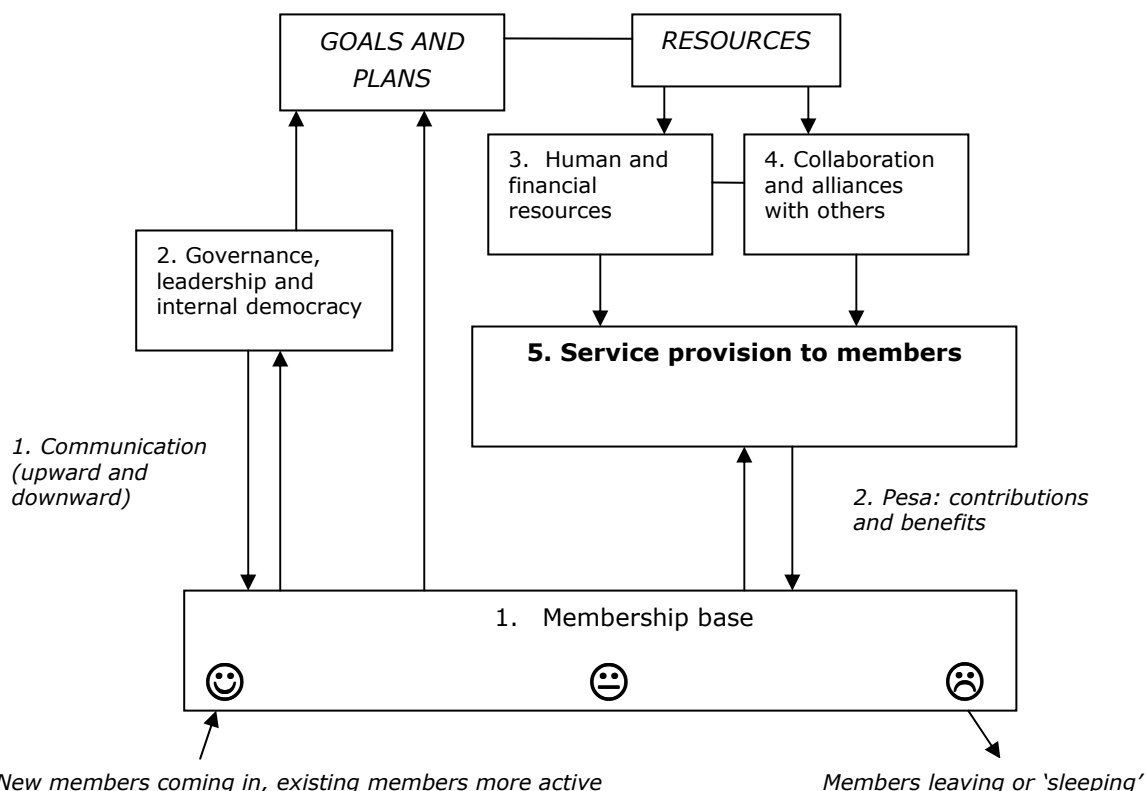 GOALS AND
PLANS
RESOURCES
3. Human and
financial
resources
4. Collaboration
and alliances
with others
2. Governance,
leadership and
internal democracy
5. Service provision to members
1. Communication
(upward and
downward)
2. Pesa: contributions
and benefits
1. Membership base
New members coming in, existing members more active
Members leaving or ‘sleeping’